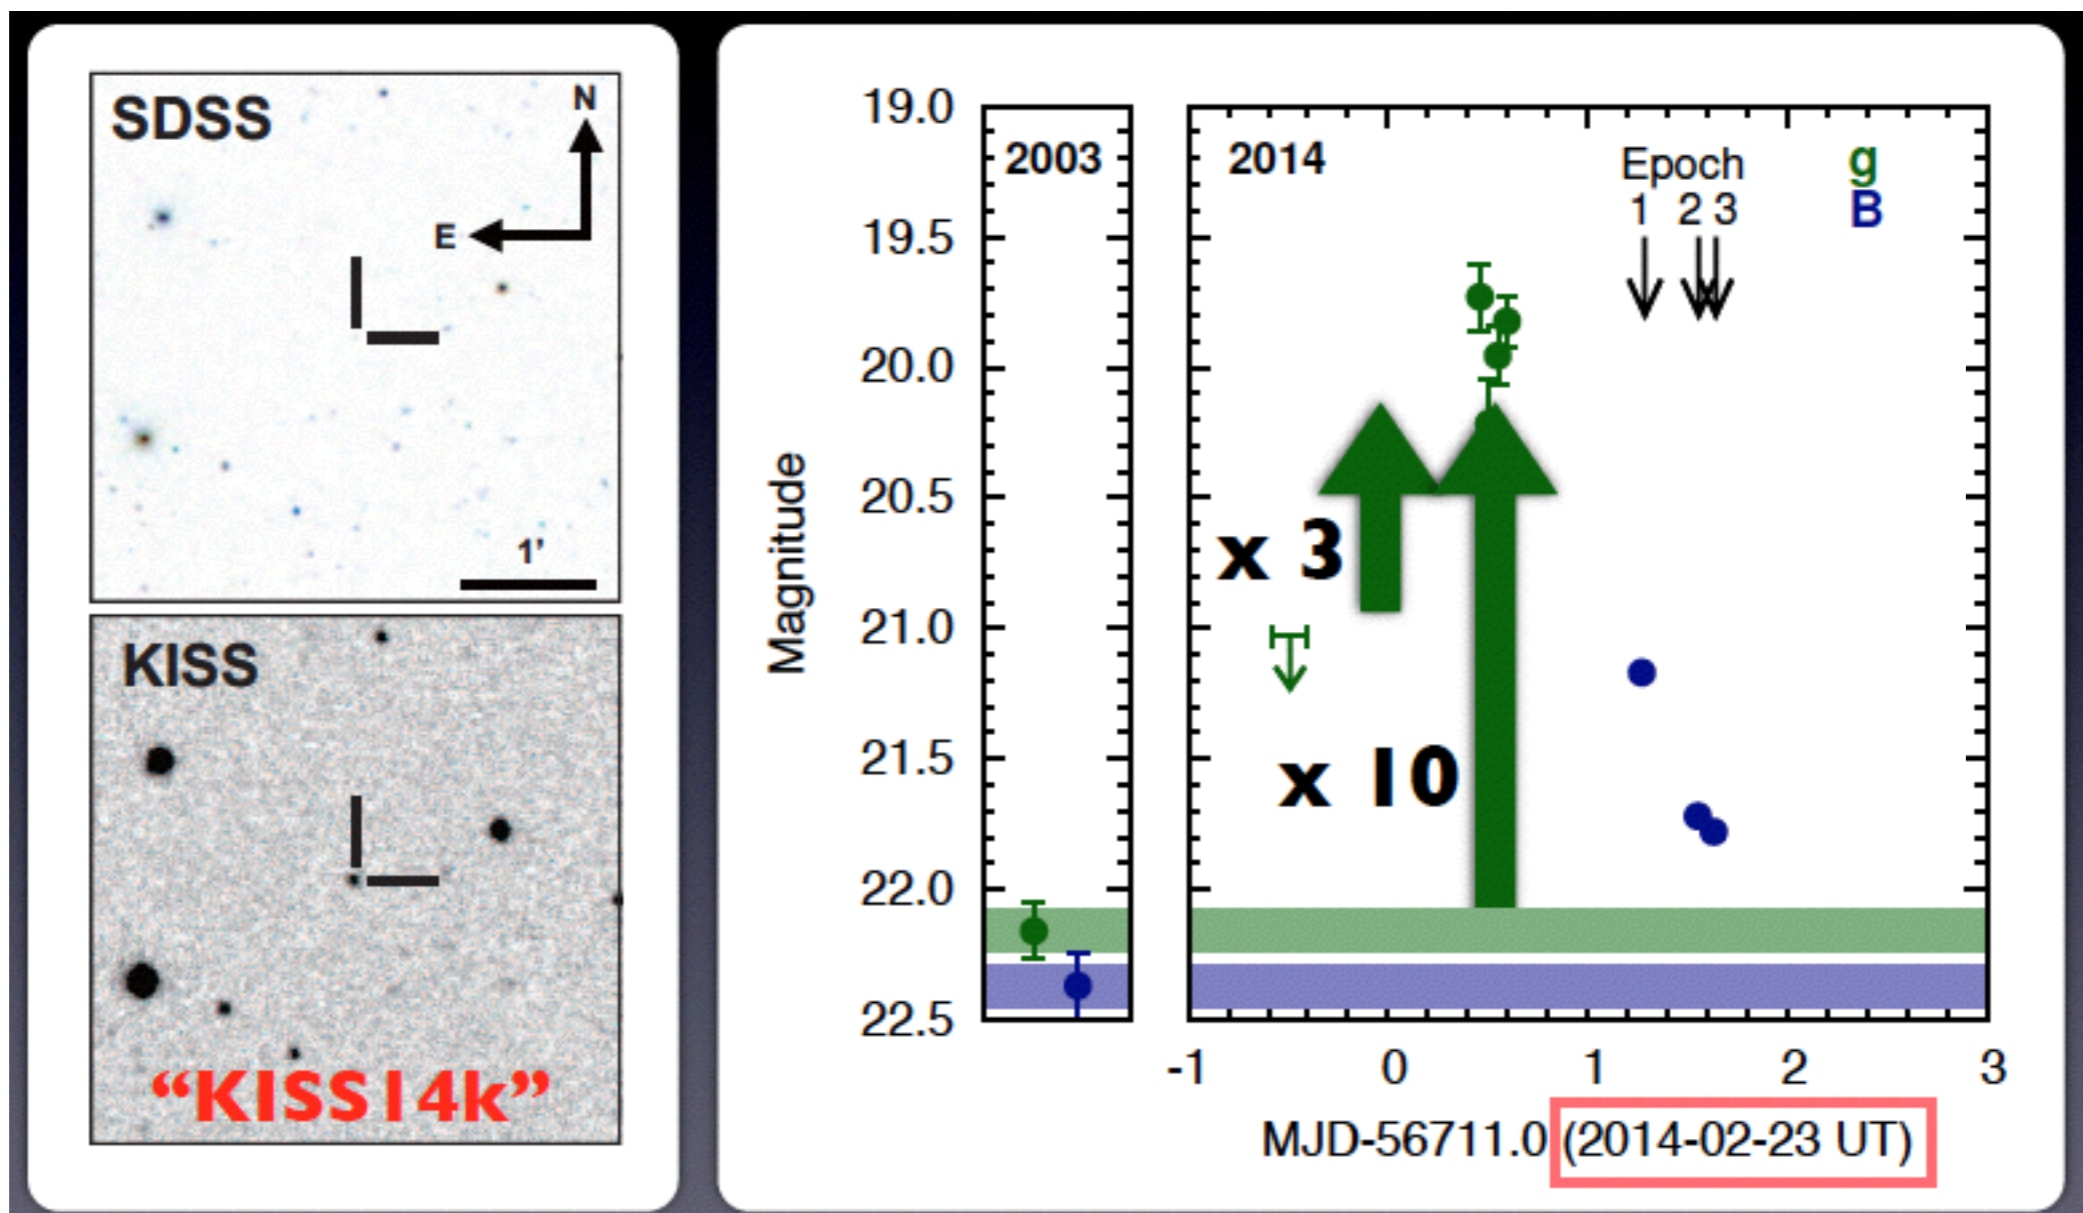 SDSS
N
E
1’
KISS
“KISS14k”
Magnitude
19.0
19.5
20.0
20.5
21.0
21.5
22.0
22.5
2003
2014
Epoch
1 2 3
g
B
x 3
x 10
-1 0 1 2 3
MJD-56711.0 (2014-02-23 UT)